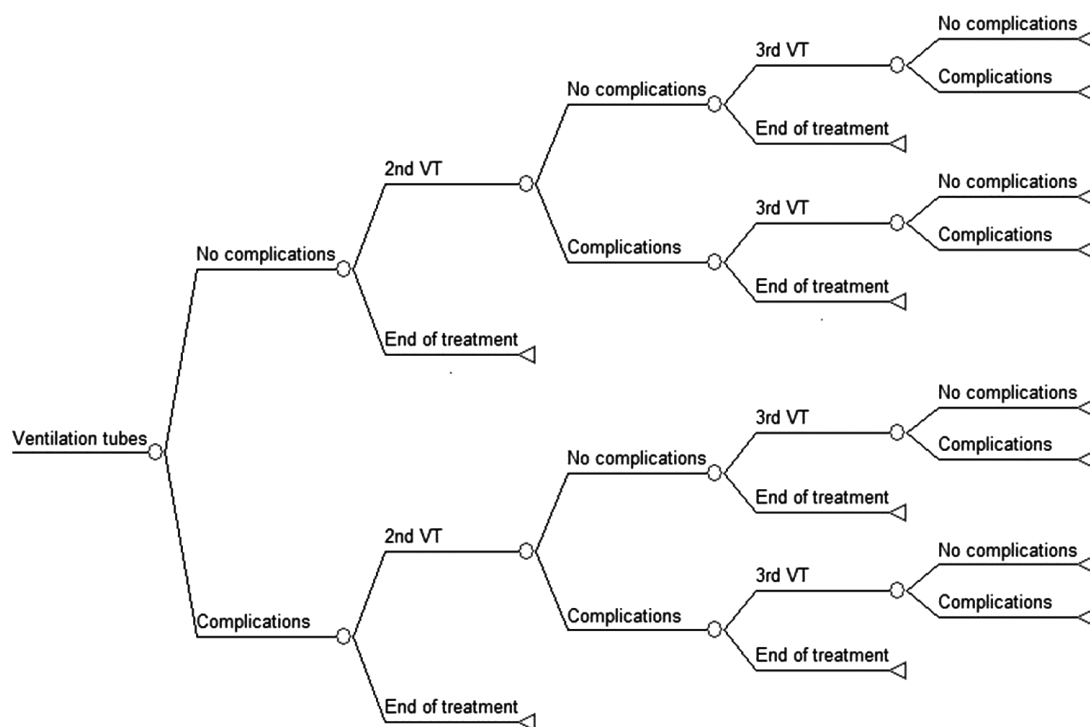 No complications
3rd VT
Complications
No complications
End of treatment
2nd VT
No complications
3rd VT
Complications
Complications
No complications
End of treatment
End of treatment
No complications
Ventilation tubes
3rd VT
Complications
No complications
End of treatment
2nd VT
No complications
3rd VT
Complications
Complications
Complications
End of treatment
End of treatment